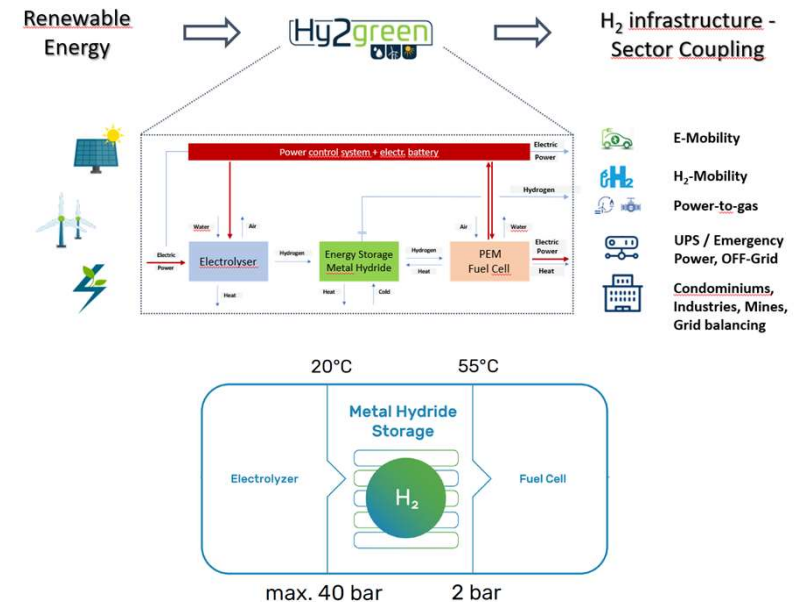 Renewable
Energy
Hy2green
H₂ infrastructure -
Sector Coupling
Power control system + electr. battery
Electric
Power
Hydrogen
Water
Air
Air
Water
Electric
Power
Electrolyser
Hydrogen
Energy Storage
Metal Hydride
Hydrogen
Heat
PEM
Fuel Cell
Electric
Power
Heat
Heat
Heat
Cold
E-Mobility
H₂
H₂-Mobility
Power-to-gas
UPS / Emergency
Power, OFF-Grid
Condominiums,
Industries, Mines,
Grid balancing
20°C
55°C
Metal Hydride
Storage
Electrolyzer
H₂
Fuel Cell
max. 40 bar
2 bar